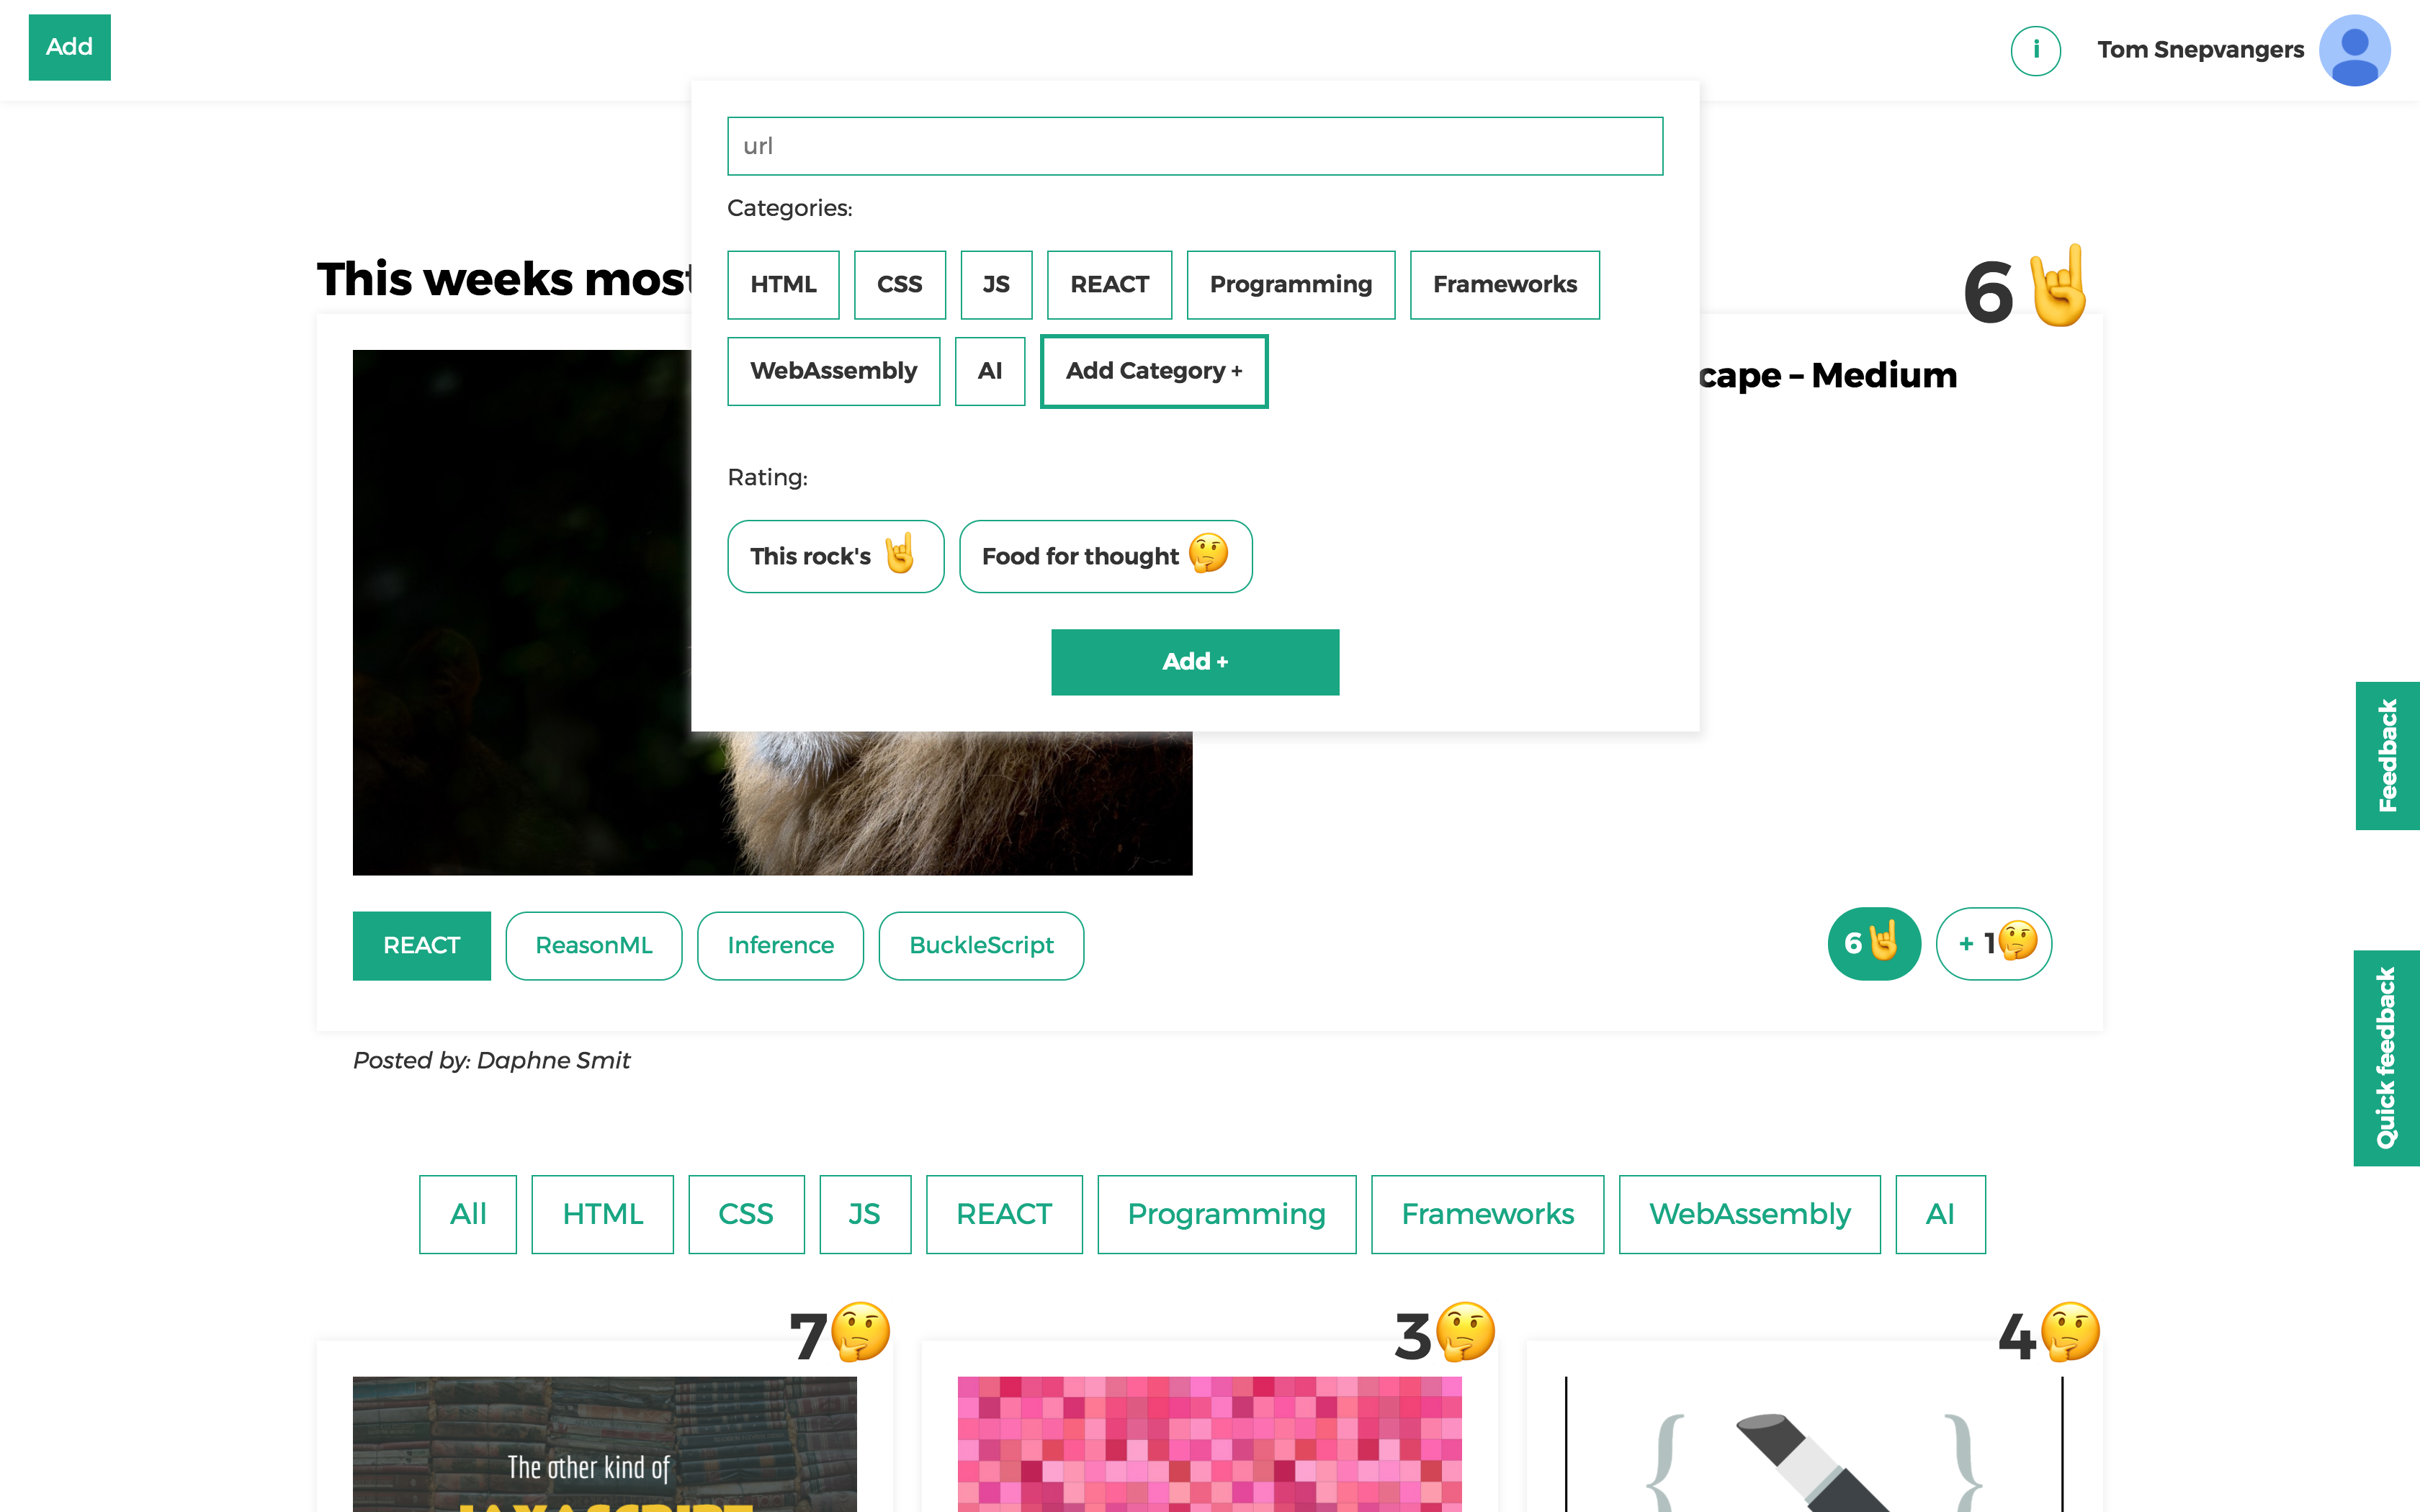 Add
i
Tom Snepvangers
url
Categories:
HTML CSS JS REACT Programming Frameworks
WebAssembly AI Add Category +
Rating:
This rock's 🤘 Food for thought 🤔
Add +
This weeks most
6🤘
cape – Medium
REACT ReasonML Inference BuckleScript
6🤘 + 1🤔
Posted by: Daphne Smit
Feedback
Quick feedback
All HTML CSS JS REACT Programming Frameworks WebAssembly AI
7🤔 3🤔 4🤔
The other kind of
JAVASCRIPT
{ }